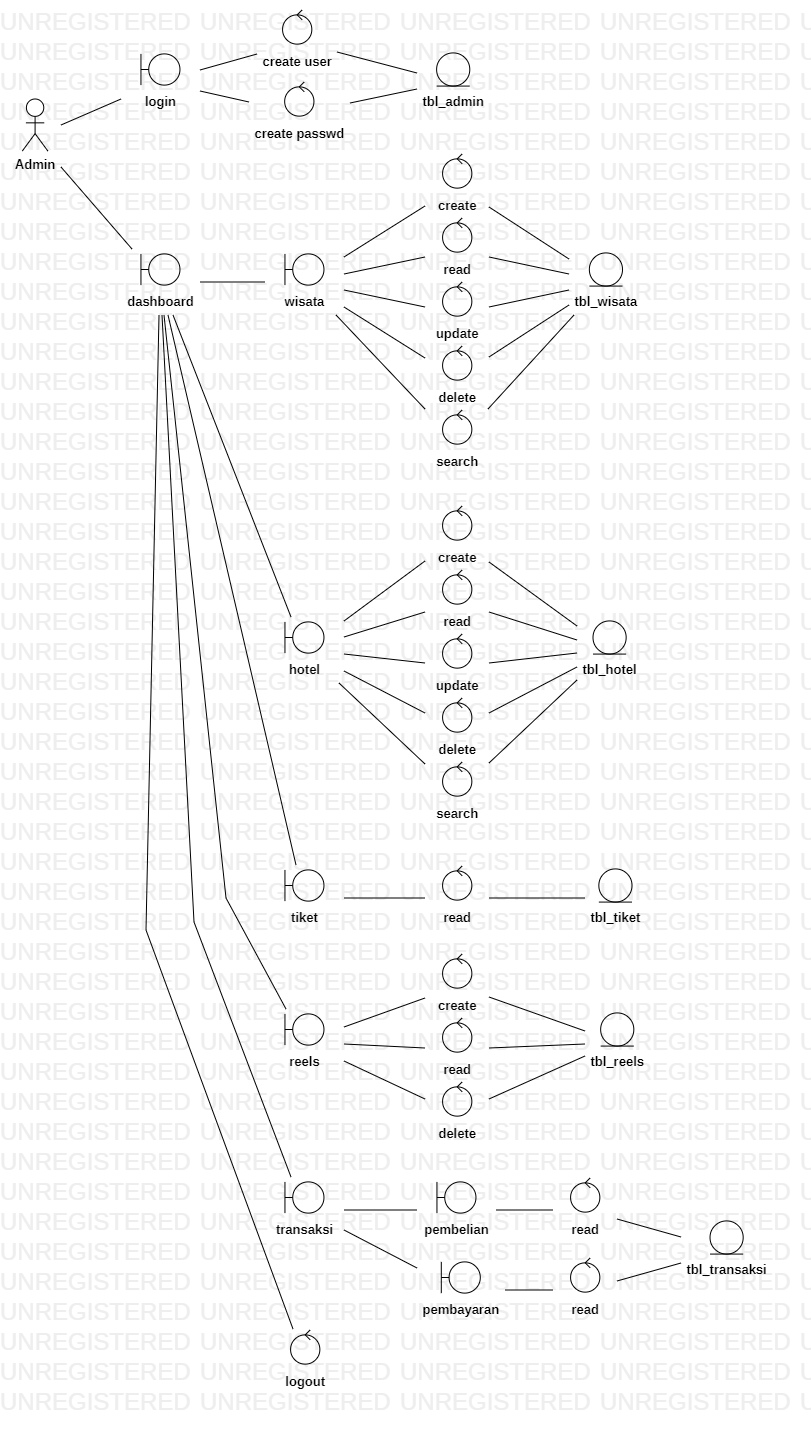 create user
login
tbl_admin
create passwd
Admin
create
read
dashboard
wisata
tbl_wisata
update
delete
search
create
read
hotel
tbl_hotel
update
delete
search
tiket
read
tbl_tiket
create
reels
read
tbl_reels
delete
transaksi
pembelian
read
tbl_transaksi
pembayaran
read
logout
UNREGISTERED